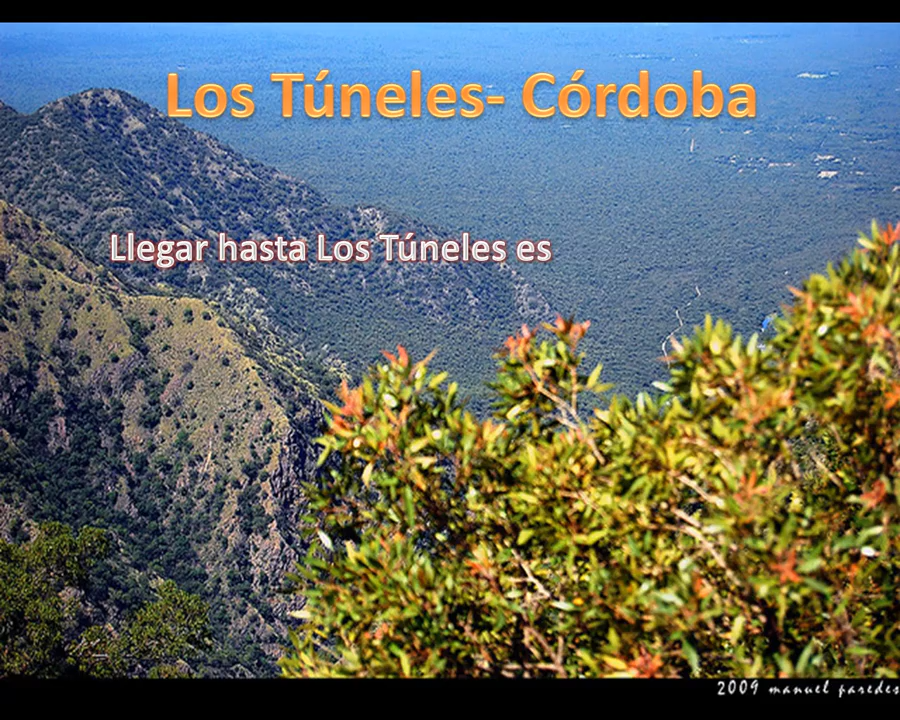 Los Túneles- Córdoba
Llegar hasta Los Túneles es
2009 manuel paredes